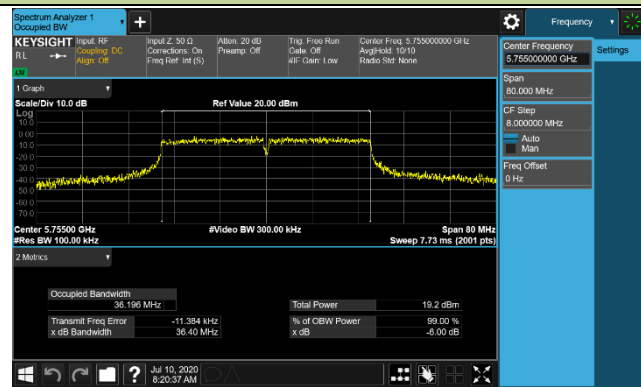 Spectrum Analyzer 1
Occupied BW
KEYSIGHT
RL
Input: RF
Coupling: DC
Align: Off
Input Z: 50 Ω
Corrections: On
Freq Ref: Int (S)
Atten: 20 dB
Preamp: Off
Trig: Free Run
Gate: Off
#IF Gain: Low
Center Freq: 5.755000000 GHz
Avg|Hold: 10/10
Radio Std: None
1 Graph
Scale/Div 10.0 dB
Ref Value 20.00 dBm
Log
10.0
0.00
-10.0
-20.0
-30.0
-40.0
-50.0
-60.0
-70.0
Center 5.75500 GHz
#Video BW 300.00 kHz
Span 80 MHz
#Res BW 100.00 kHz
Sweep 7.73 ms (2001 pts)
2 Metrics
Occupied Bandwidth
36.196 MHz
Total Power 19.2 dBm
Transmit Freq Error -11.384 kHz
% of OBW Power 99.00 %
x dB Bandwidth 36.40 MHz
x dB -6.00 dB
Jul 10, 2020
8:20:37 AM
Frequency
Settings
Center Frequency
5.755000000 GHz
Span
80.000 MHz
CF Step
8.000000 MHz
Auto
Man
Freq Offset
0 Hz